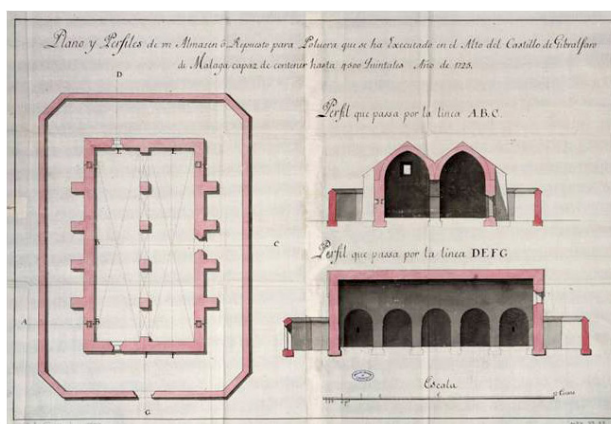 Plano y Perfiles de un Almazen ó Repuesto para Polvora que se ha Executado en el Alto del Castillo de Gibralfaro
de Malaga capaz de contener hasta 4500 Quintales Año de 1725.
D
Perfil que passa por la linea A.B.C.
C
Perfil que passa por la linea DEFG
B
A
G
Escala